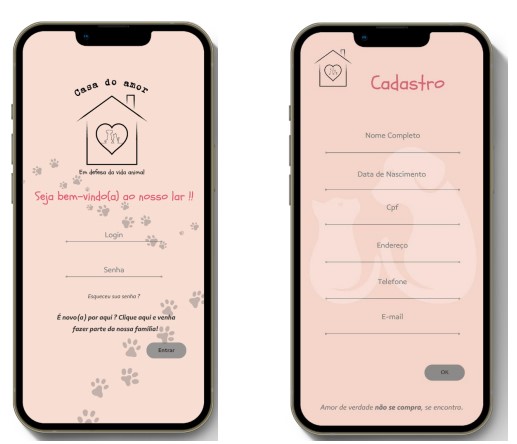 Casa do amor
Em defesa da vida animal
Seja bem-vindo(a) ao nosso lar !!
Login
Senha
Esqueceu sua senha ?
É novo(a) por aqui ? Clique aqui e venha
fazer parte da nossa família!
Entrar
Cadastro
Nome Completo
Data de Nascimento
Cpf
Endereço
Telefone
E-mail
OK
Amor de verdade não se compra, se encontra.